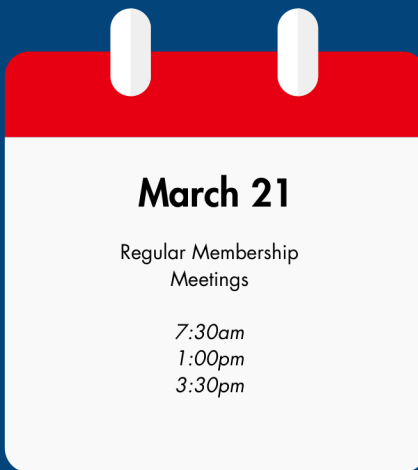 March 21
Regular Membership
Meetings
7:30am
1:00pm
3:30pm